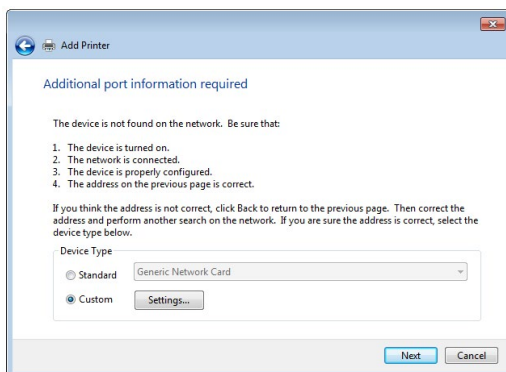 Add Printer
Additional port information required
The device is not found on the network. Be sure that:
1. The device is turned on.
2. The network is connected.
3. The device is properly configured.
4. The address on the previous page is correct.
If you think the address is not correct, click Back to return to the previous page. Then correct the
address and perform another search on the network. If you are sure the address is correct, select the
device type below.
Device Type
Standard Generic Network Card
Custom Settings...
Next Cancel